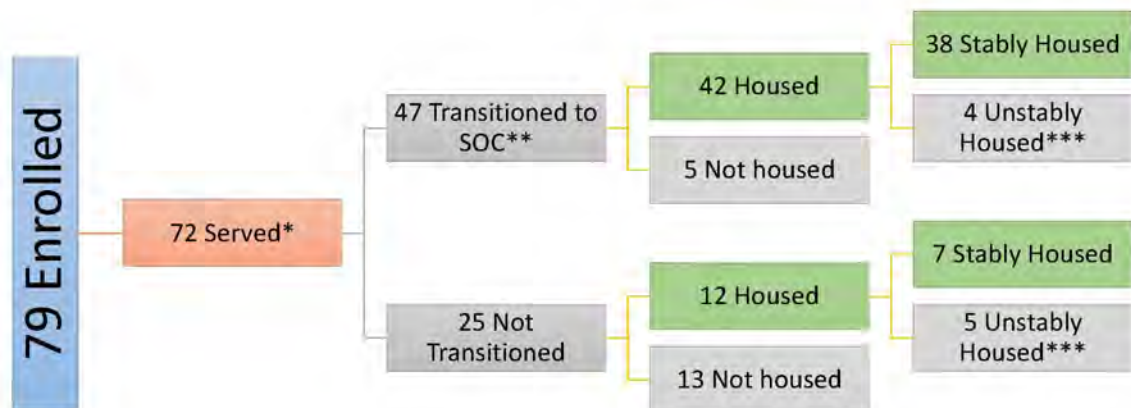 79 Enrolled
72 Served*
47 Transitioned to
SOC**
42 Housed
38 Stably Housed
4 Unstably
Housed***
5 Not housed
25 Not
Transitioned
12 Housed
7 Stably Housed
5 Unstably
Housed***
13 Not housed